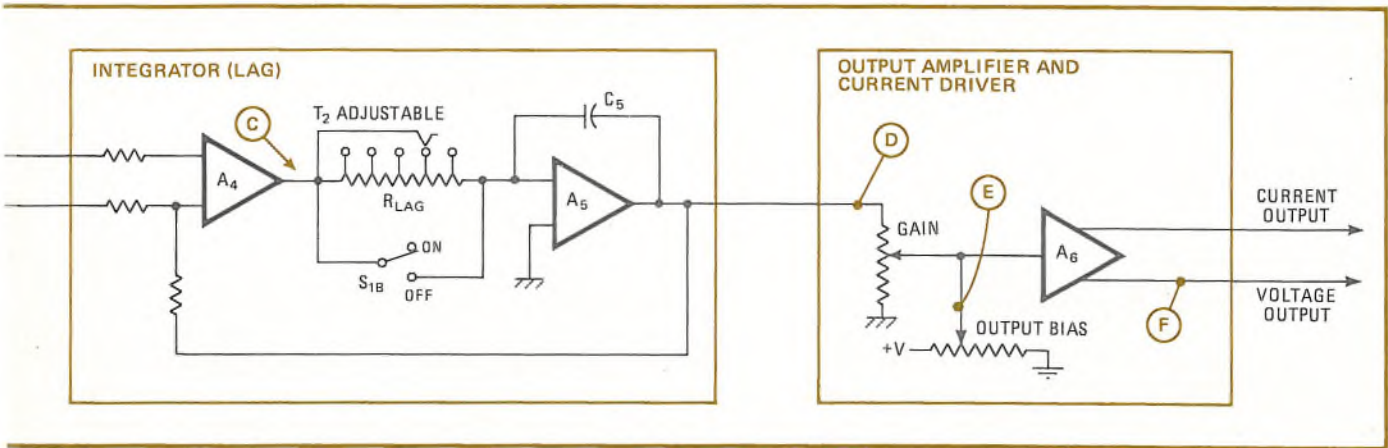 INTEGRATOR (LAG)
C
T2 ADJUSTABLE
C5
A4
RLAG
A5
ON
S1B
OFF
OUTPUT AMPLIFIER AND
CURRENT DRIVER
D
E
GAIN
A6
CURRENT
OUTPUT
OUTPUT BIAS
+V
F
VOLTAGE
OUTPUT